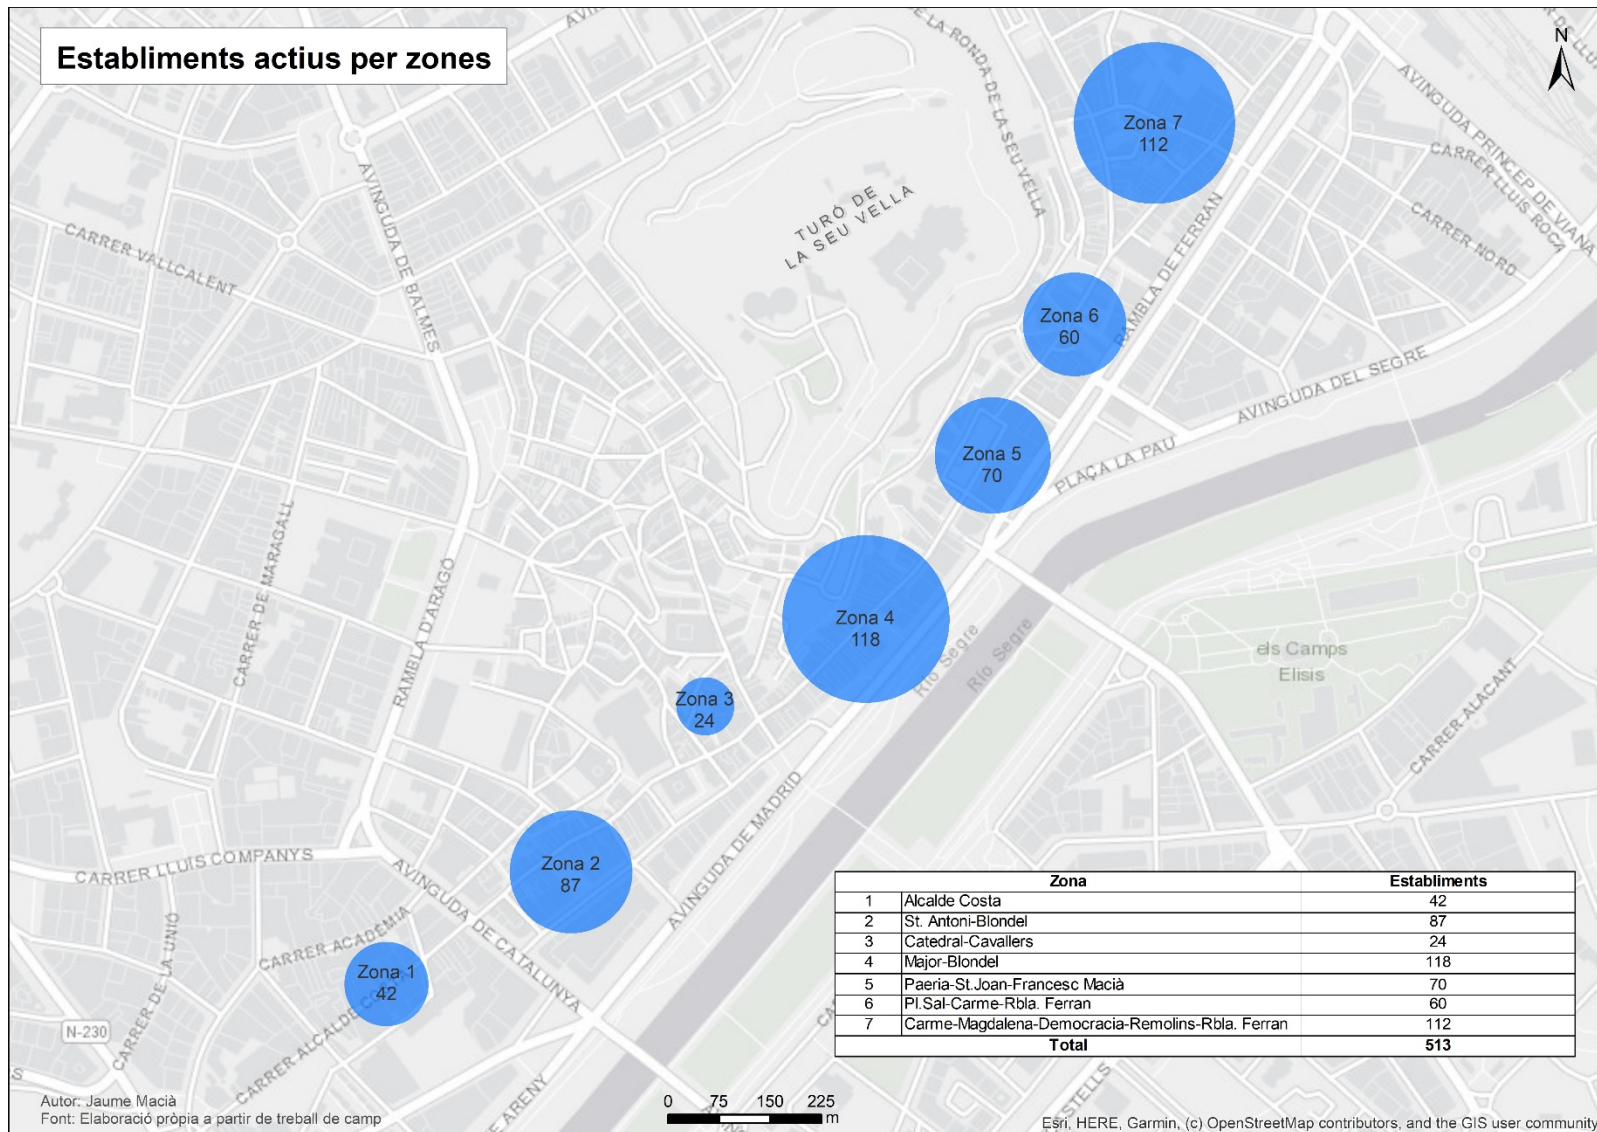 Establiments actius per zones
N
AVINGUDA PRINCEP DE VIANA
CARRER LLUIS ROCA
CARRER NORD
DE LA RONDA DE LA SEU VELLA
Zona 7
112
TURÓ DE
LA SEU VELLA
AVINGUDA DE BALMES
CARRER VALLCALENT
RAMBLA DE FERRAN
Zona 6
60
AVINGUDA DEL SEGRE
PLAÇA LA PAU
Zona 5
70
CARRER DE MARAGALL
RAMBLA D'ARAGÓ
Zona 4
118
Río Segre
Río Segre
els Camps
Elisis
CARRER ALACANT
Zona 3
24
AVINGUDA DE MADRID
Zona 2
87
CARRER LLUIS COMPANYS
AVINGUDA DE CATALUNYA
CARRER ACADÈMIA
CARRER-DE-LA UNIÓ
Zona 1
42
CARRER ALCALDE COSTA
N-230
Zona Establiments
1 Alcalde Costa 42
2 St. Antoni-Blondel 87
3 Catedral-Cavallers 24
4 Major-Blondel 118
5 Paeria-St.Joan-Francesc Macià 70
6 Pl.Sal-Carme-Rbla. Ferran 60
7 Carme-Magdalena-Democracia-Remolins-Rbla. Ferran 112
Total 513
Autor: Jaume Macià
Font: Elaboració pròpia a partir de treball de camp
0 75 150 225
m
Esri, HERE, Garmin, (c) OpenStreetMap contributors, and the GIS user community